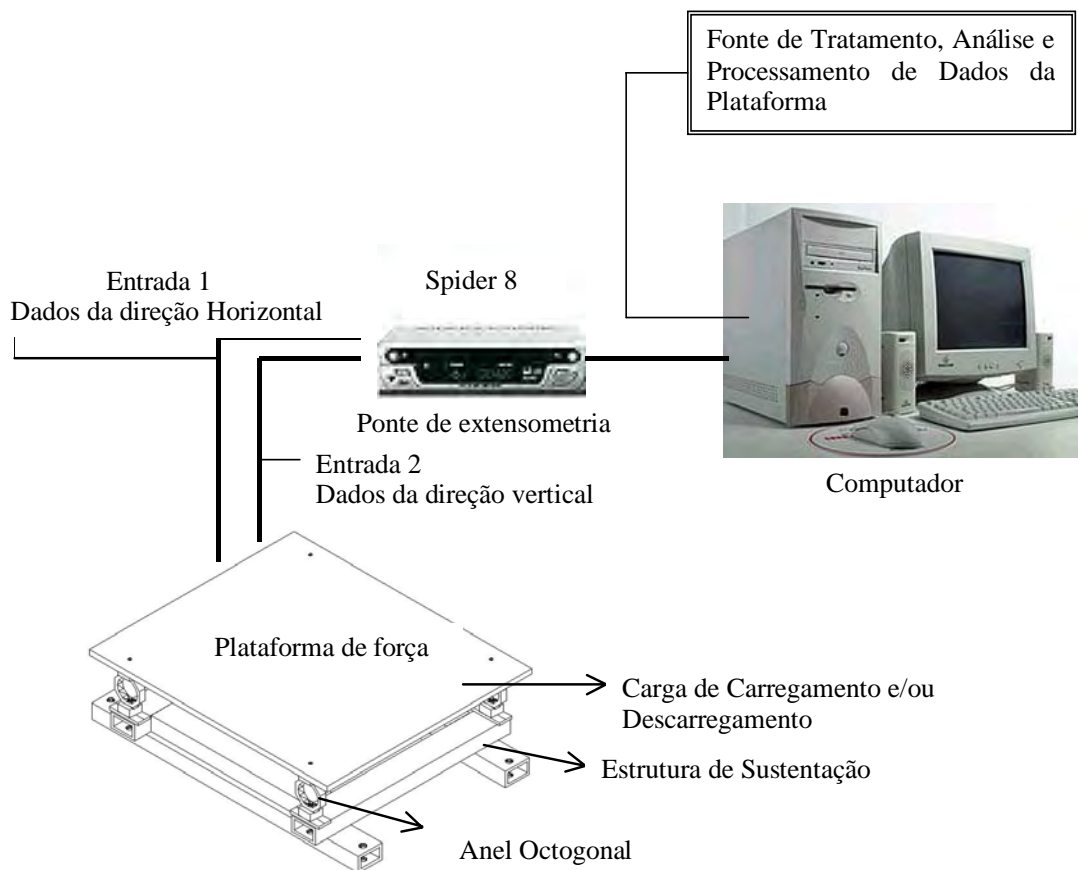 Fonte de Tratamento, Análise e
Processamento de Dados da
Plataforma
Entrada 1
Dados da direção Horizontal
Spider 8
Ponte de extensometria
Entrada 2
Dados da direção vertical
Computador
Plataforma de força
Carga de Carregamento e/ou
Descarregamento
Estrutura de Sustentação
Anel Octogonal